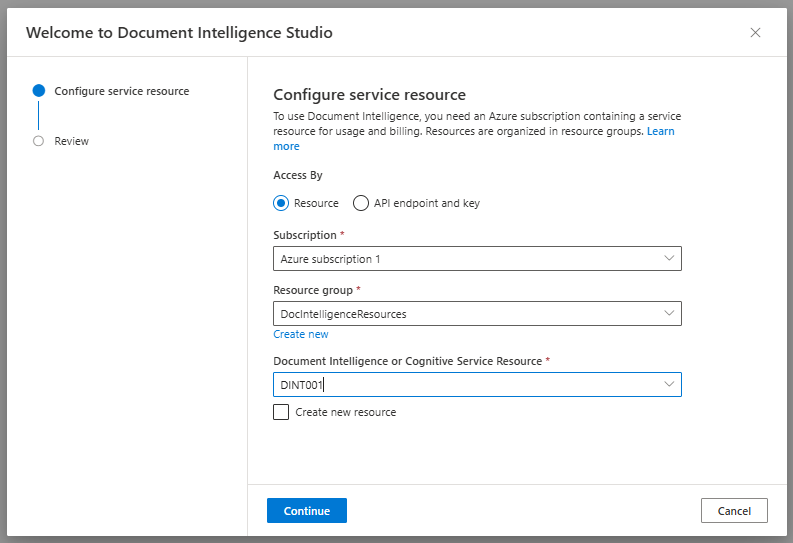 Welcome to Document Intelligence Studio
Configure service resource
Review
Configure service resource
To use Document Intelligence, you need an Azure subscription containing a service
resource for usage and billing. Resources are organized in resource groups. Learn
more
Access By
Resource API endpoint and key
Subscription *
Azure subscription 1
Resource group *
DocIntelligenceResources
Create new
Document Intelligence or Cognitive Service Resource *
DINT001
Create new resource
Continue Cancel